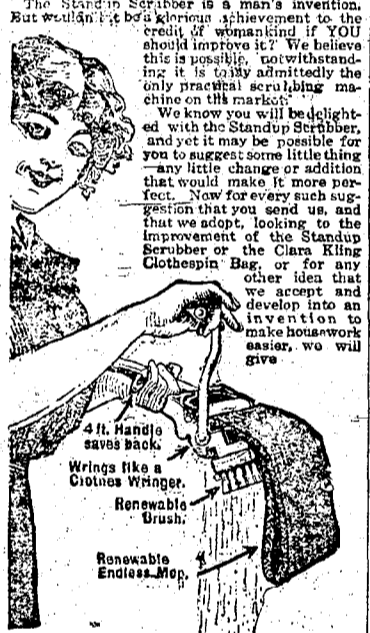 The Standup Scrubber is a man's invention.
But wouldn't it be a glorious achievement to the
credit of womankind if YOU
should improve it? We believe
this is possible, notwithstand-
ing it is today admittedly the
only practical scrubbing ma-
chine on the market.
We know you will be delight-
ed with the Standup Scrubber,
and yet it may be possible for
you to suggest some little thing
—any little change or addition
that would make it more per-
fect. Now for every such sug-
gestion that you send us, and
that we adopt, looking to the
improvement of the Standup
Scrubber or the Clara Kling
Clothespin Bag, or for any
other idea that
we accept and
develop into an
invention to
make housework
easier, we will
give
4 ft. Handle
saves back.
Wrings like a
Clothes Wringer.
Renewable
Brush.
Renewable
Endless Mop.